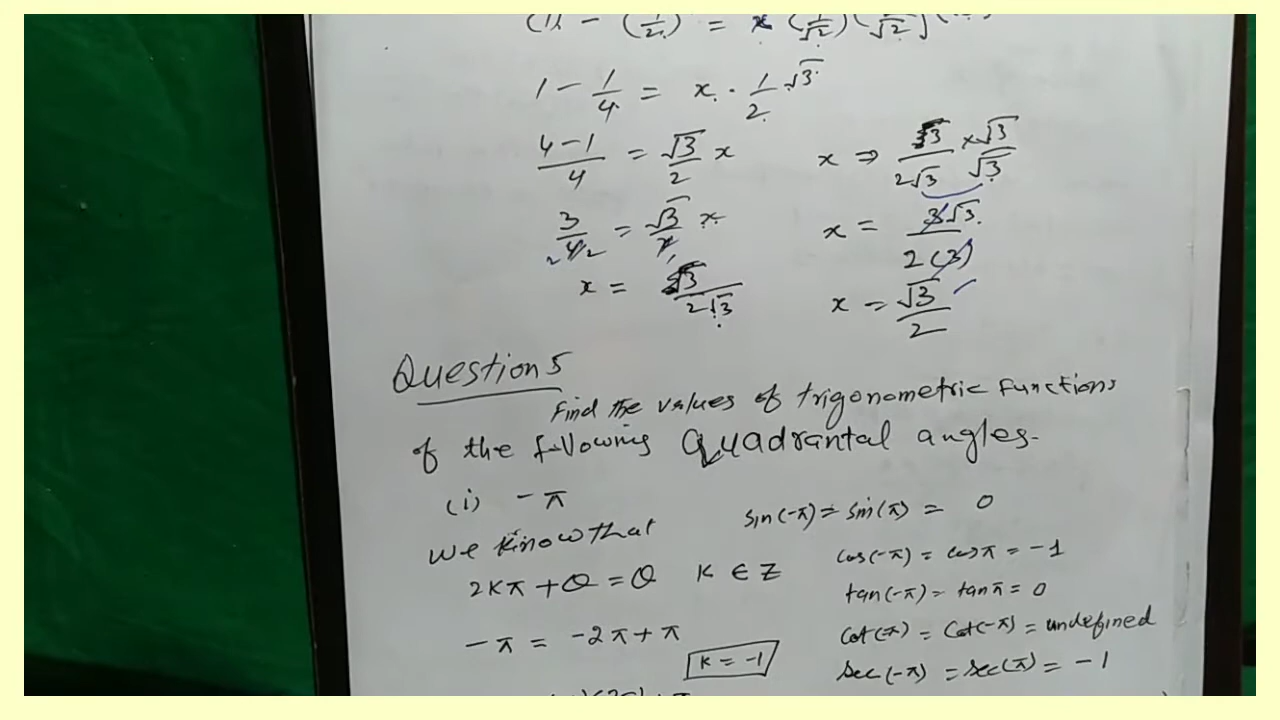 1 - 1/4 = x · 1/2 √3
(4-1)/4 = √3/2 x
3/4 = √3/2 x
x = 3/(2√3)
x ⇒ 3/(2√3) × √3/√3
x = 3√3/(2(3))
x = √3/2
Question 5
Find the values of trigonometric Functions
of the following Quadrantal angles.
(i) -π
We know that
2kπ + θ = θ K ∈ Z
-π = -2π + π
K = -1
sin(-π) = sin(π) = 0
cos(-π) = cosπ = -1
tan(-π) = tanπ = 0
Cot(π) = Cot(-π) = undefined
sec(-π) = sec(π) = -1